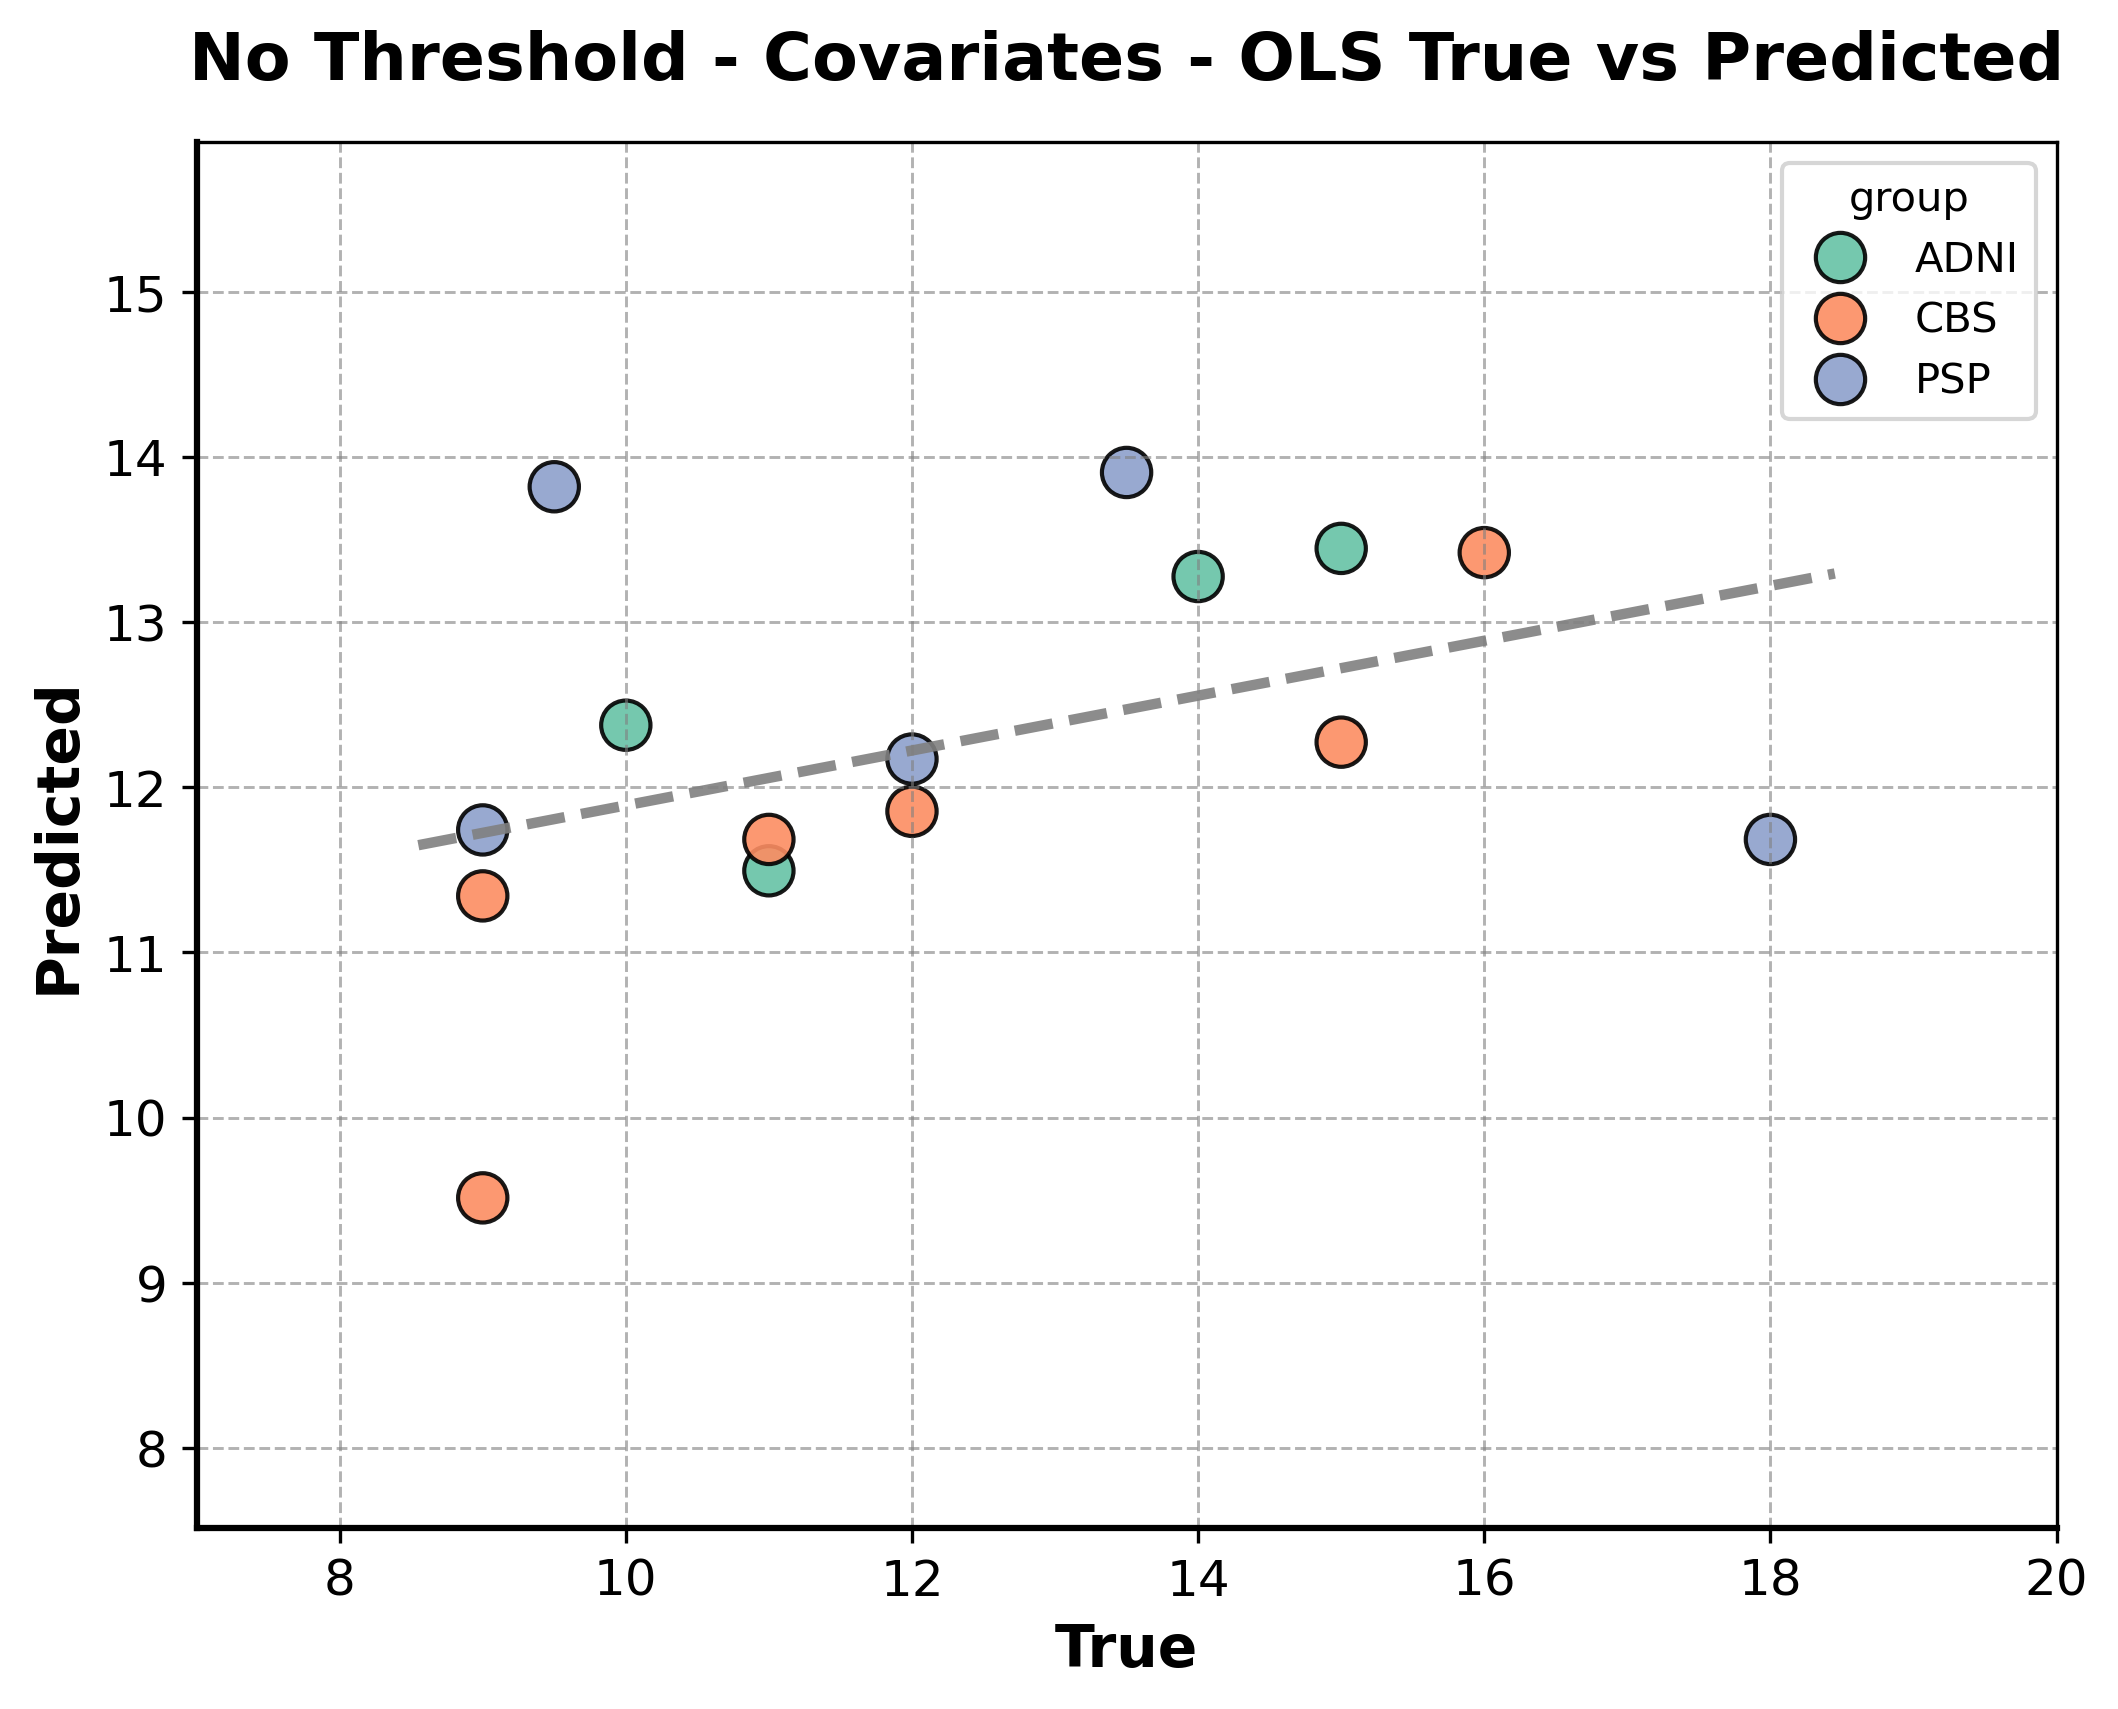 No Threshold - Covariates - OLS True vs Predicted
group
ADNI
CBS
PSP
15
14
13
12
11
10
9
8
Predicted
8
10
12
14
16
18
20
True